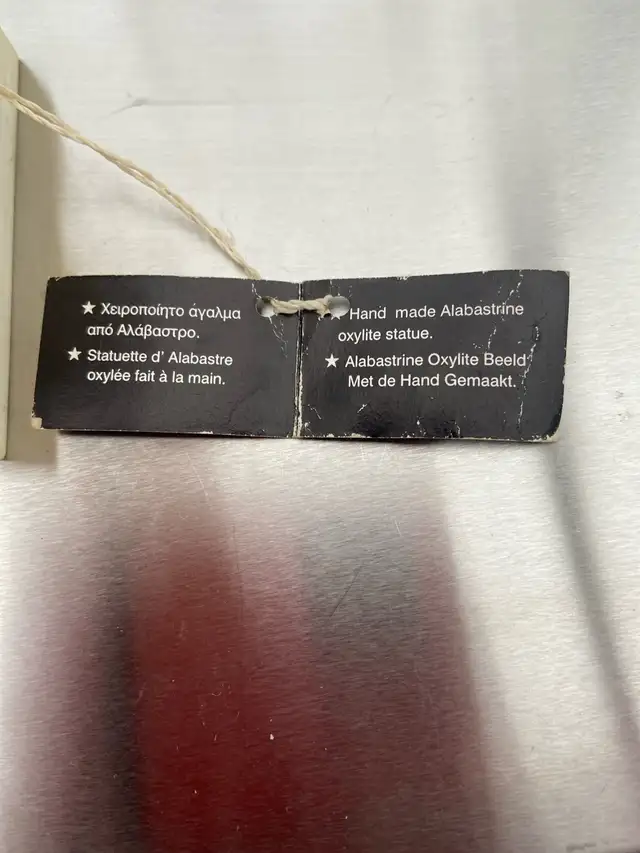 ★ Χειροποίητο άγαλμα
από Αλάβαστρο.
★ Statuette d' Alabastre
oxylée fait à la main.
Hand made Alabastrine
oxylite statue.
★ Alabastrine Oxylite Beeld
Met de Hand Gemaakt.